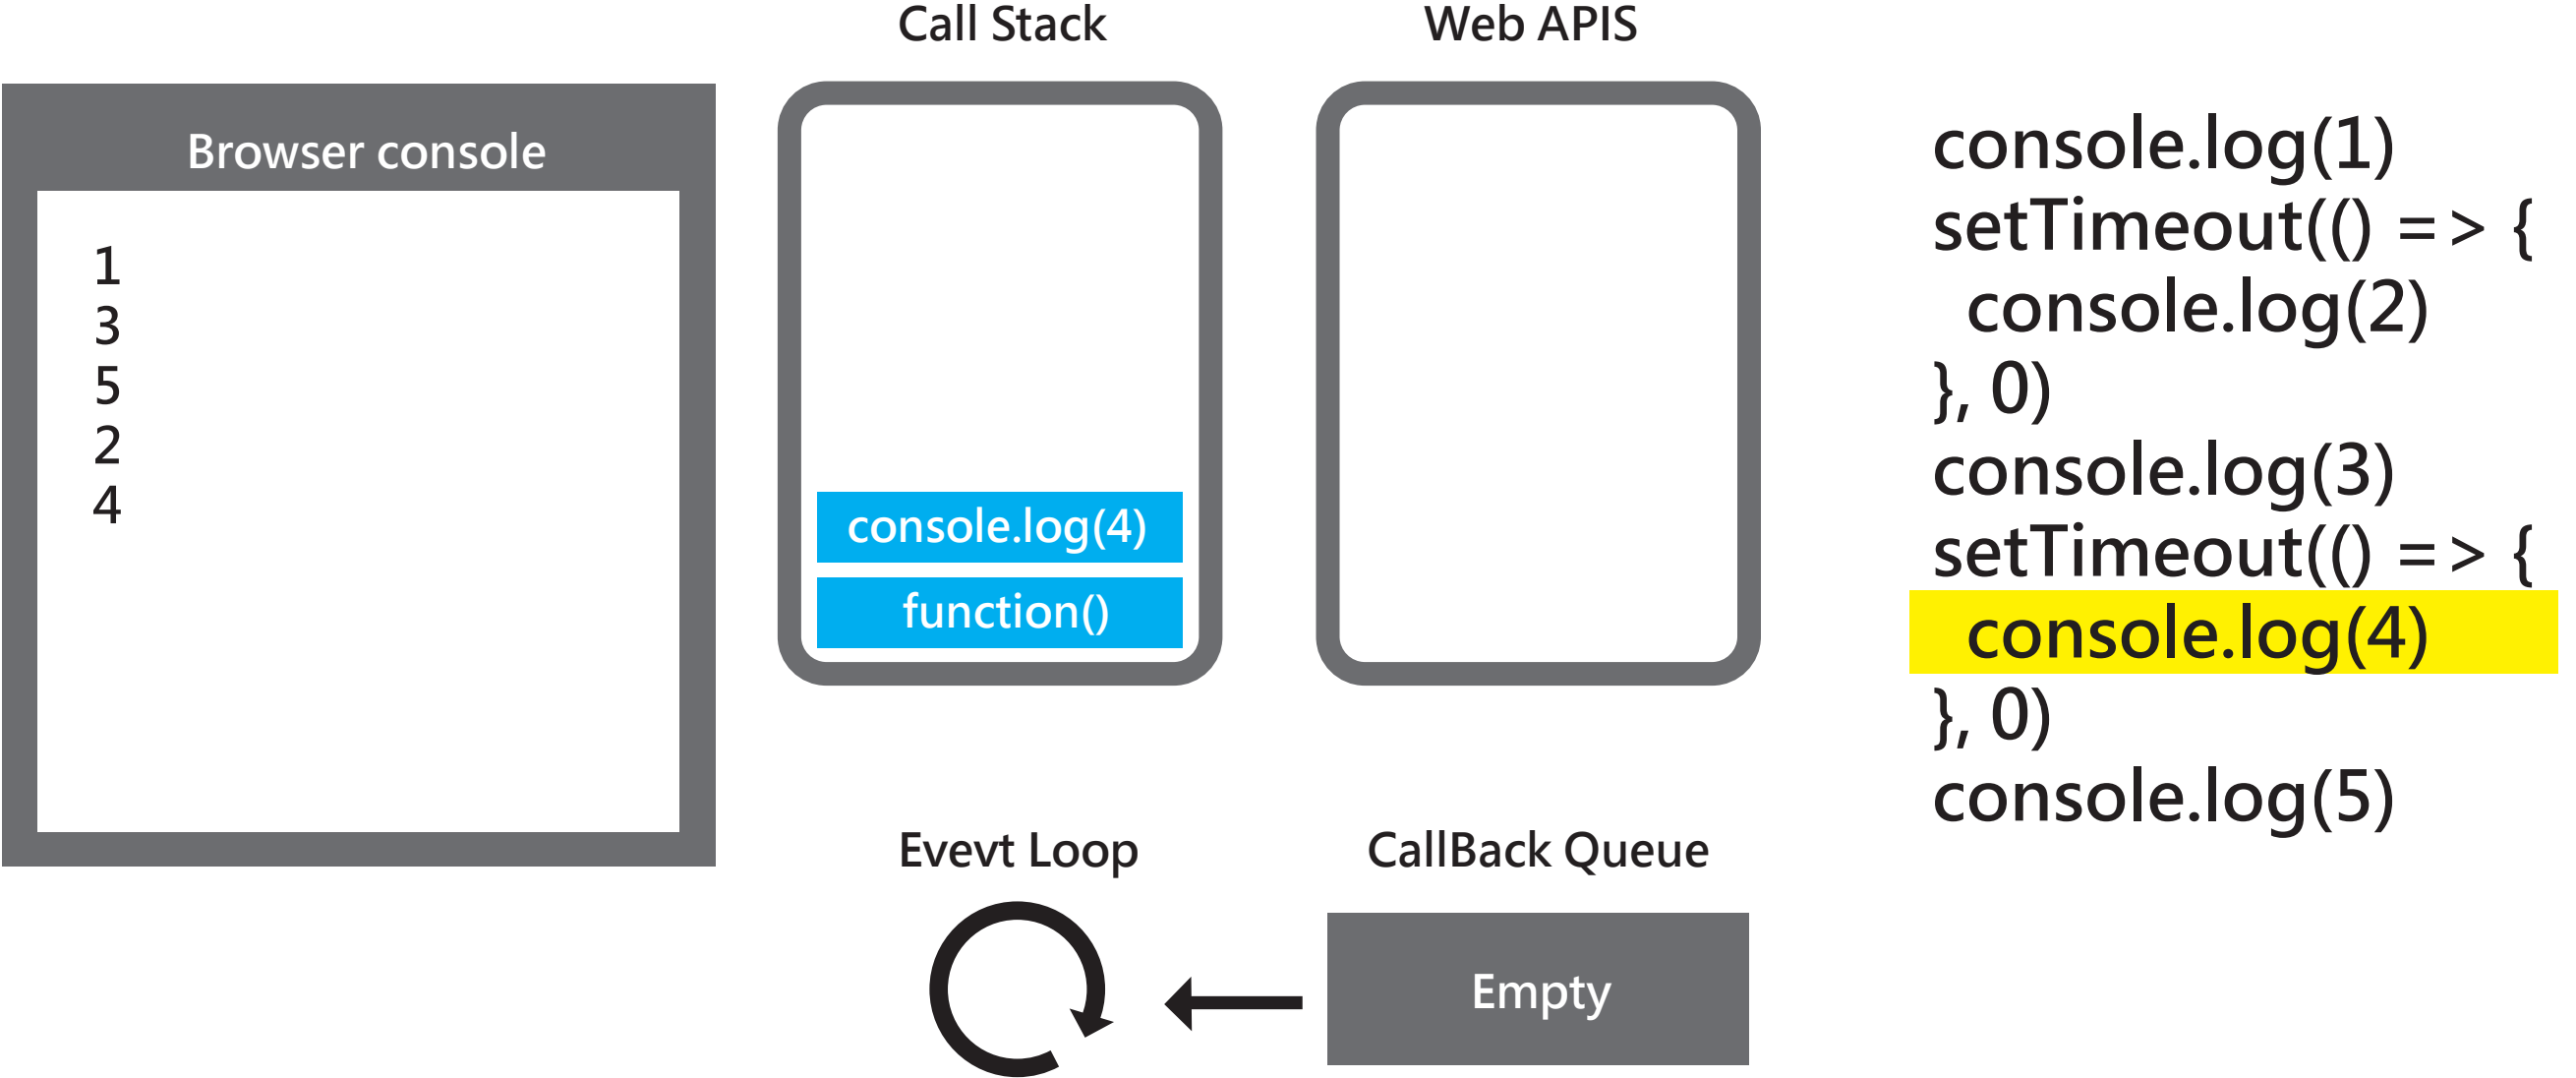 Call Stack
Web APIS
Browser console
1
3
5
2
4
console.log(4)
function()
console.log(1)
setTimeout(() => {
console.log(2)
}, 0)
console.log(3)
setTimeout(() => {
console.log(4)
}, 0)
console.log(5)
Evevt Loop
CallBack Queue
Empty